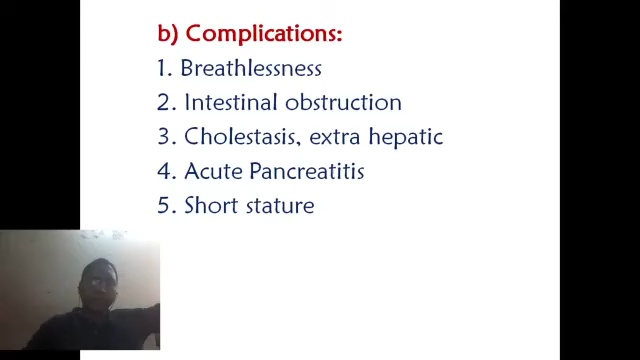 b) Complications:
1. Breathlessness
2. Intestinal obstruction
3. Cholestasis, extra hepatic
4. Acute Pancreatitis
5. Short stature